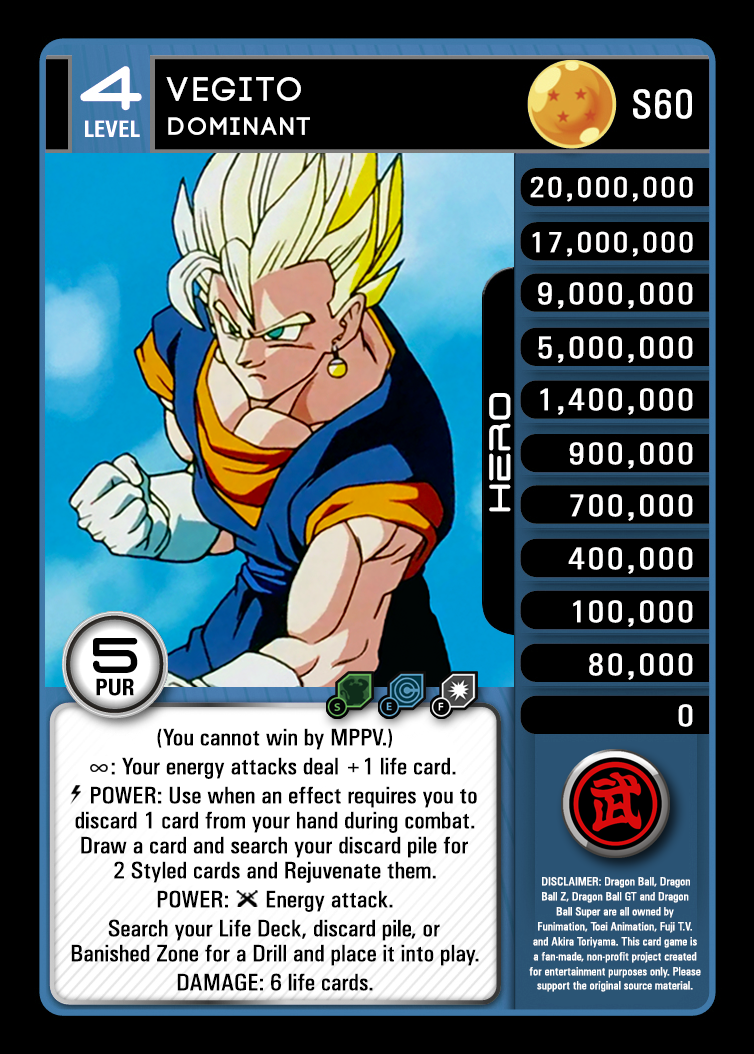 4
LEVEL
VEGITO
DOMINANT
S60
20,000,000
17,000,000
9,000,000
5,000,000
1,400,000
900,000
700,000
400,000
100,000
80,000
0
HERO
5
PUR
S
E
F
(You cannot win by MPPV.)
∞: Your energy attacks deal +1 life card.
POWER: Use when an effect requires you to
discard 1 card from your hand during combat.
Draw a card and search your discard pile for
2 Styled cards and Rejuvenate them.
POWER: Energy attack.
Search your Life Deck, discard pile, or
Banished Zone for a Drill and place it into play.
DAMAGE: 6 life cards.
武
DISCLAIMER: Dragon Ball, Dragon
Ball Z, Dragon Ball GT and Dragon
Ball Super are all owned by
Funimation, Toei Animation, Fuji T.V.
and Akira Toriyama. This card game is
a fan-made, non-profit project created
for entertainment purposes only. Please
support the original source material.